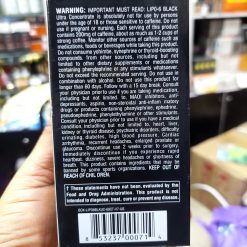 WARNING: IMPORTANT MUST READ: LIPO-6 BLACK
Ultra Concentrate is absolutely not for use by persons
under the age of 18 or those sensitive to caffeine. Do not
use if pregnant or nursing. Each serving of this product
contains 200mg of caffeine, about as much as 1-2 cups of
strong coffee. Monitor other sources of caffeine such as
medications, foods or beverages while using this product.
Do not consume yohimbe, synephrine, or thyroid-boosting
compounds, from other sources, including but not
limited to other dietary supplements or medications
containing phenylephrine or any stimulants whatsoever.
Do not exceed the recommended serving. Do not use in
combination with alcohol. Do not use this product for
longer than 60 days. Follow with a 15 day break. Consult
your physician prior to use if you are taking medication,
including but not limited to MAOI inhibitors, anti-
depressants, aspirin, non-steroidal anti-inflam
drugs or products containing phenylephrine, ephedrine,
pseudoephedrine, phenylethylamine or other stimulants.
Consult your physician prior to use if you have a medical
condition, including but not limited to, heart, liver,
kidney, or thyroid disease, psychiatric disorders, difficulty
urinating, diabetes, high blood pressure, cardiac
arrhythmia, recurrent headaches, enlarged prostate or
glaucoma. Discontinue use 2 weeks prior to surgery.
Immediately discontinue if you experience rapid
heartbeat, dizziness, severe headaches or shortness of
breath. This product contains ingredients that may be
banned by some sports organizations. KEEP OUT OF
REACH OF CHILDREN.
† These statements have not been evaluated by the
Food and Drug Administration. This product is not
intended to diagnose, treat, cure or prevent any disease.
53237 00073